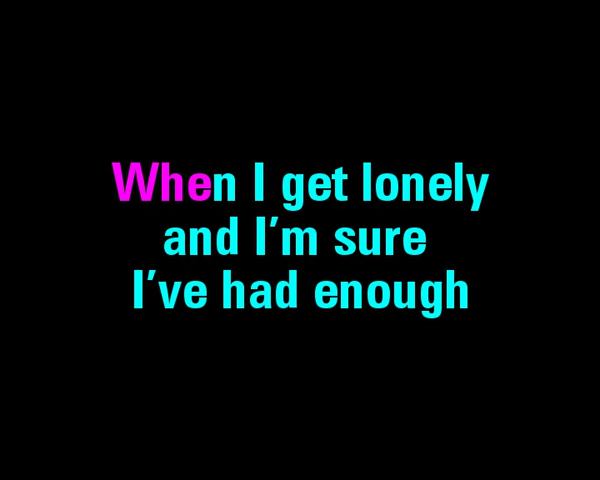 When I get lonely
and I'm sure
I've had enough